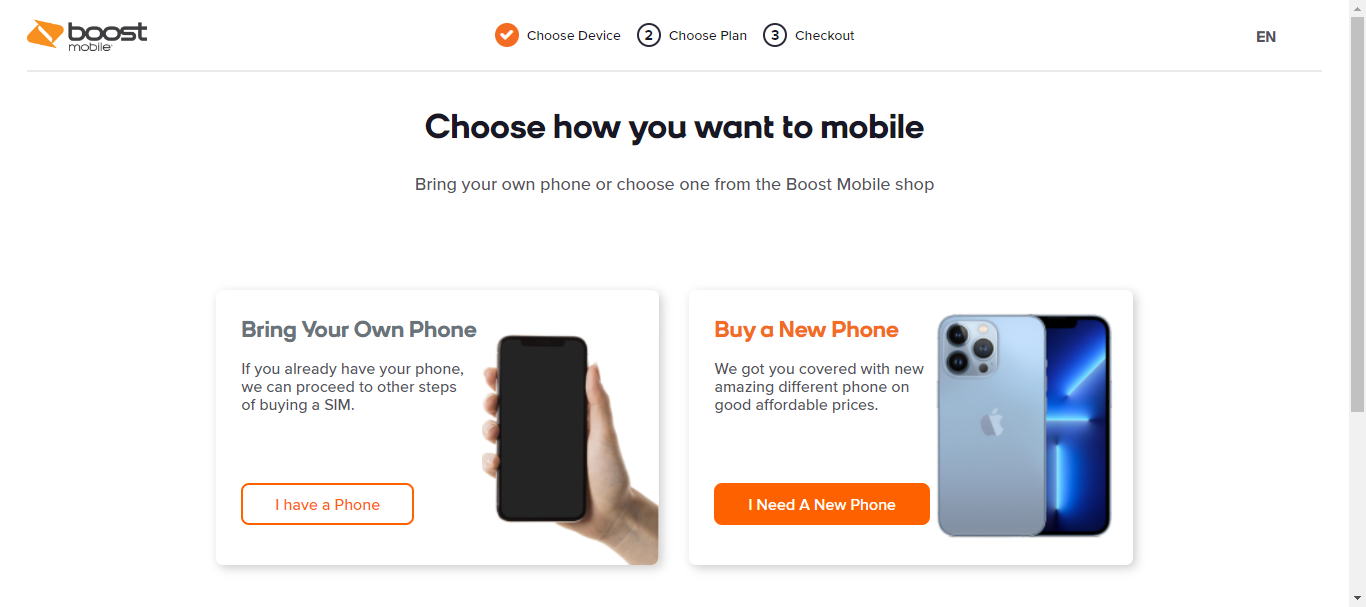 boost
mobile
Choose Device 2 Choose Plan 3 Checkout
EN
Choose how you want to mobile
Bring your own phone or choose one from the Boost Mobile shop
Bring Your Own Phone
If you already have your phone,
we can proceed to other steps
of buying a SIM.
I have a Phone
Buy a New Phone
We got you covered with new
amazing different phone on
good affordable prices.
I Need A New Phone